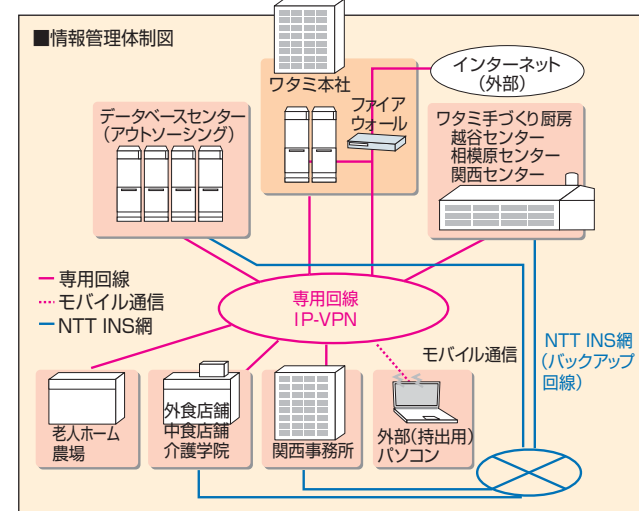 ■情報管理体制図
ワタミ本社
ファイア
ウォール
インターネット
(外部)
データベースセンター
(アウトソーシング)
ワタミ手づくり厨房
越谷センター
相模原センター
関西センター
専用回線
モバイル通信
NTT INS網
専用回線
IP-VPN
モバイル通信
NTT INS網
(バックアップ
回線)
老人ホーム
農場
外食店舗
中食店舗
介護学院
関西事務所
外部(持出用)
パソコン